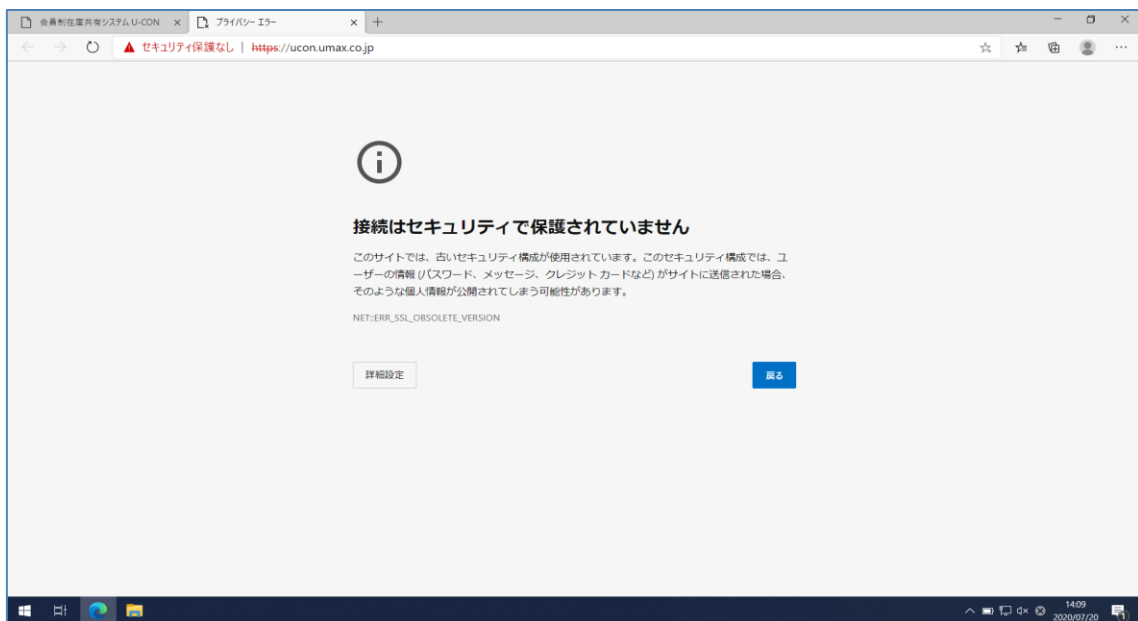 会員制在庫共有システム U-CON
プライバシー エラー
セキュリティ保護なし | https://ucon.umax.co.jp
接続はセキュリティで保護されていません
このサイトでは、古いセキュリティ構成が使用されています。このセキュリティ構成では、ユ
ーザーの情報 (パスワード、メッセージ、クレジット カードなど) がサイトに送信された場合、
そのような個人情報が公開されてしまう可能性があります。
NET::ERR_SSL_OBSOLETE_VERSION
詳細設定
戻る
14:09
2020/07/20